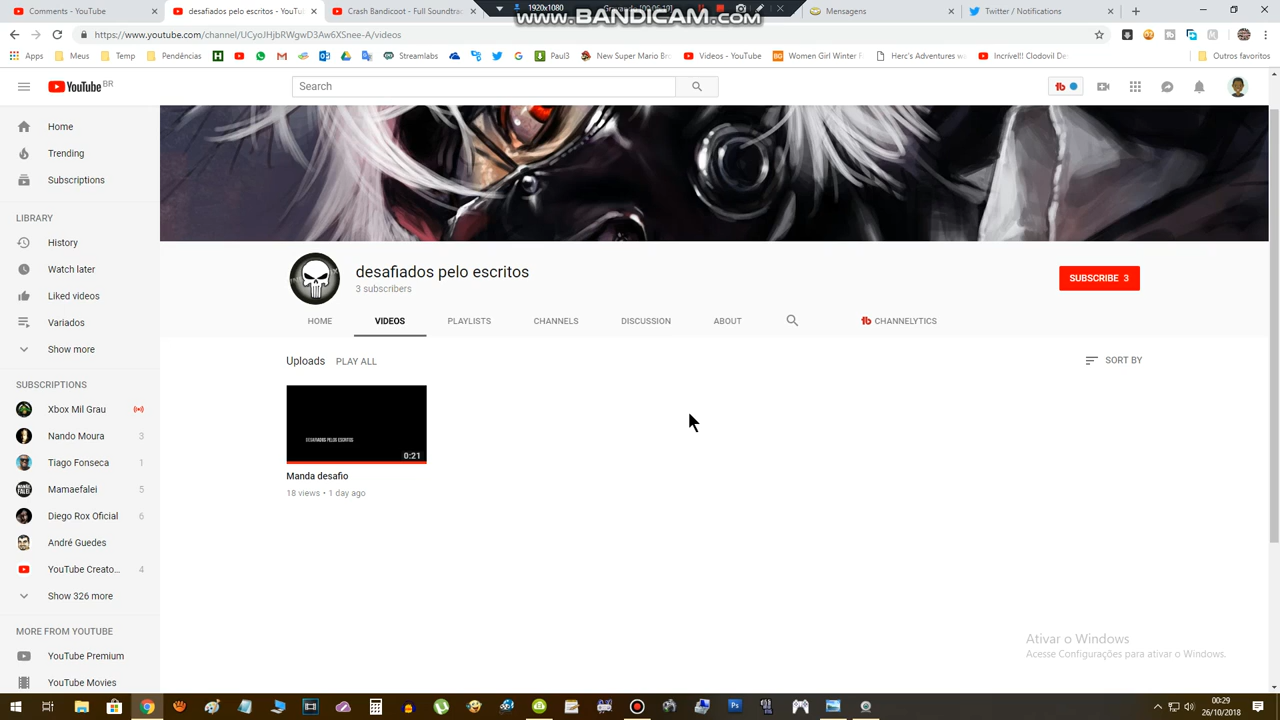 Comments - YouTube
desafiados pelo escritos - YouTu
Crash Bandicoot - Full Soundtra
1920x1080
www.BANDICAM.com
Mensagens
Twitter / Notifications
https://www.youtube.com/channel/UCyoJHjbRWgwD3Aw6XSnee-A/videos
Apps
Meus
Pendências
Streamlabs
Paul3
New Super Mario Bro
Videos - YouTube
Women Girl Winter F
Herc's Adventures w
Incrível!! Clodovil De
Outros favoritos
YouTube BR
Search
Home
Trending
Subscriptions
LIBRARY
History
Watch later
Liked videos
Variados
Show more
SUBSCRIPTIONS
Xbox Mil Grau
Nando Moura 3
Tiago Fonseca 1
Mamaefalei 5
Diego Rox Oficial 6
André Guedes
YouTube Creato... 4
Show 326 more
MORE FROM YOUTUBE
YouTube Premium
YouTube Movies
desafiados pelo escritos
3 subscribers
SUBSCRIBE 3
HOME
VIDEOS
PLAYLISTS
CHANNELS
DISCUSSION
ABOUT
CHANNELYTICS
Uploads PLAY ALL
SORT BY
DESAFIADOS PELOS ESCRITOS
0:21
Manda desafio
18 views • 1 day ago
Ativar o Windows
Acesse Configurações para ativar o Windows.
00:29
26/10/2018